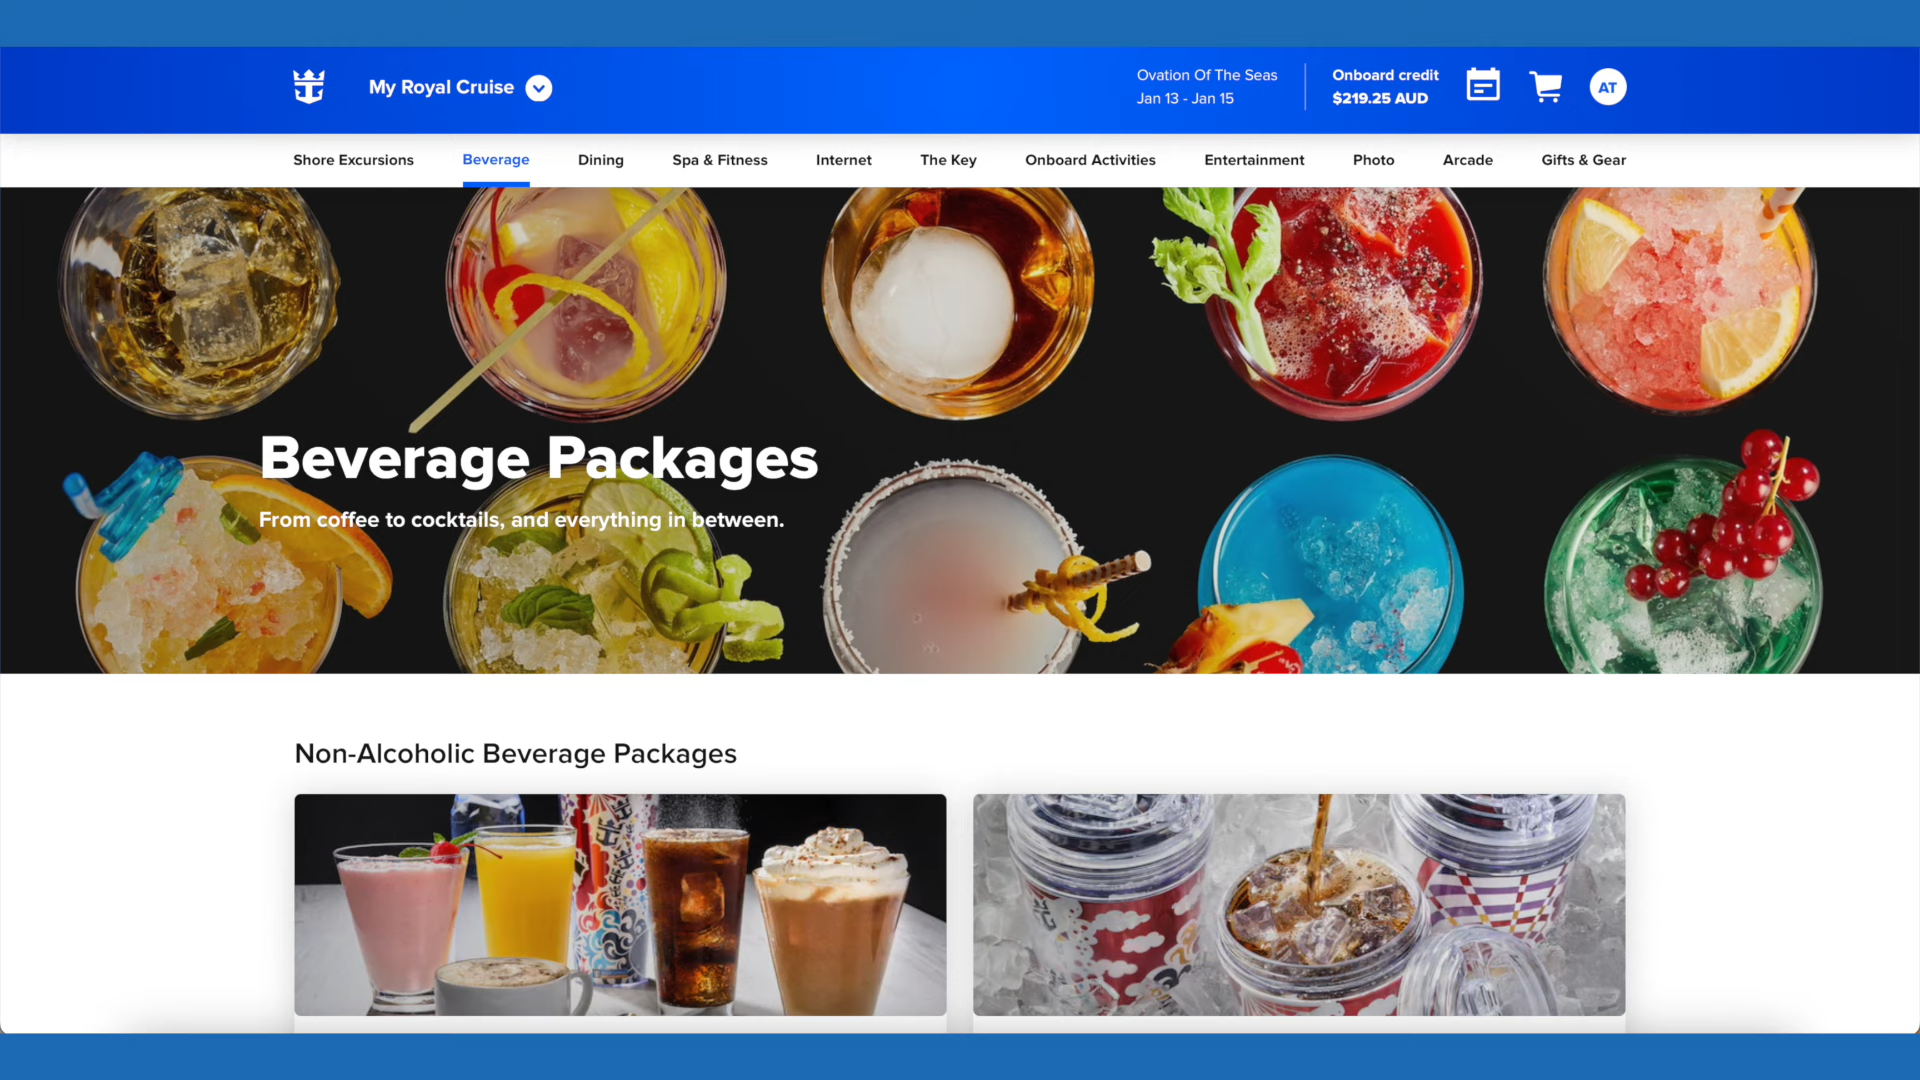 My Royal Cruise
Ovation Of The Seas
Jan 13 - Jan 15
Onboard credit
$219.25 AUD
AT
Shore Excursions
Beverage
Dining
Spa & Fitness
Internet
The Key
Onboard Activities
Entertainment
Photo
Arcade
Gifts & Gear
Beverage Packages
From coffee to cocktails, and everything in between.
Non-Alcoholic Beverage Packages